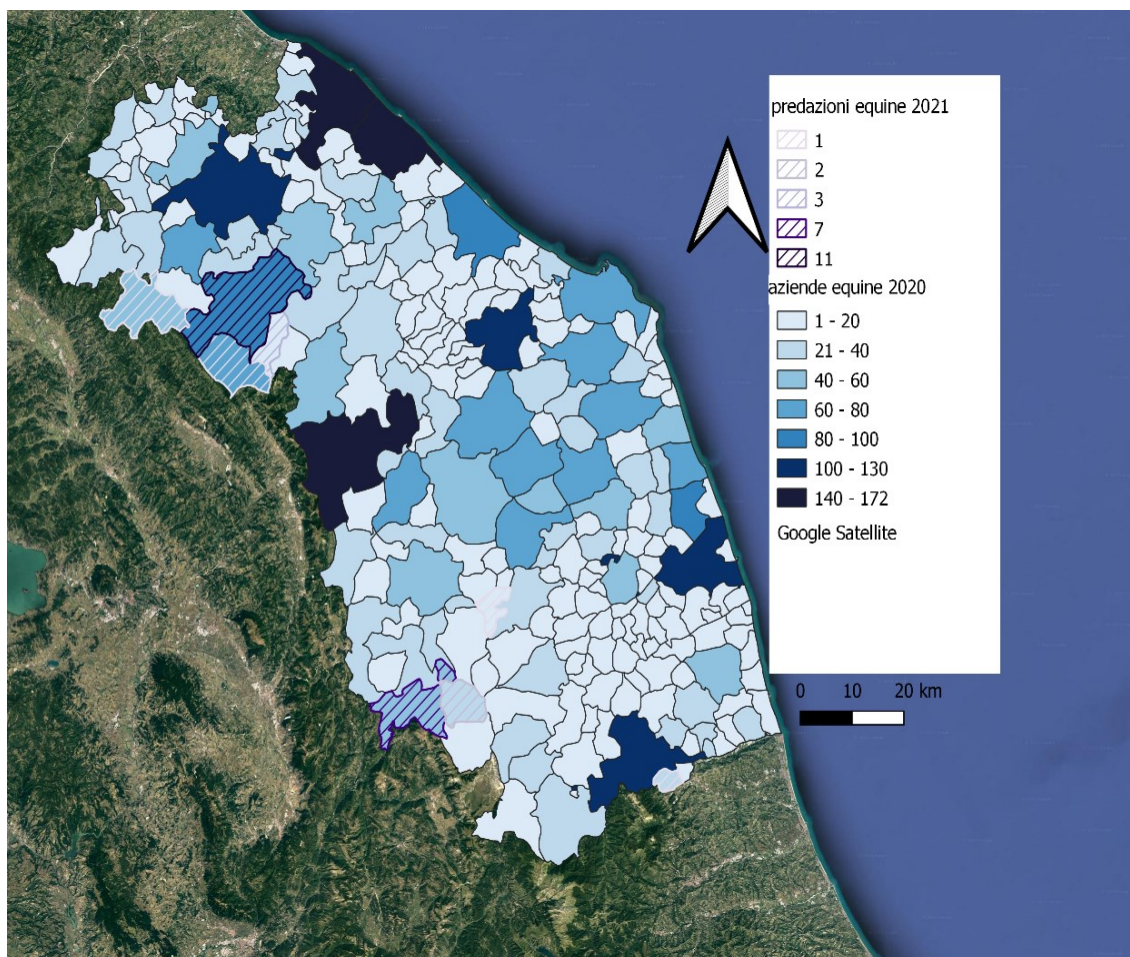 predazioni equine 2021
1
2
3
7
11
aziende equine 2020
1 - 20
21 - 40
40 - 60
60 - 80
80 - 100
100 - 130
140 - 172
Google Satellite
0 10 20 km